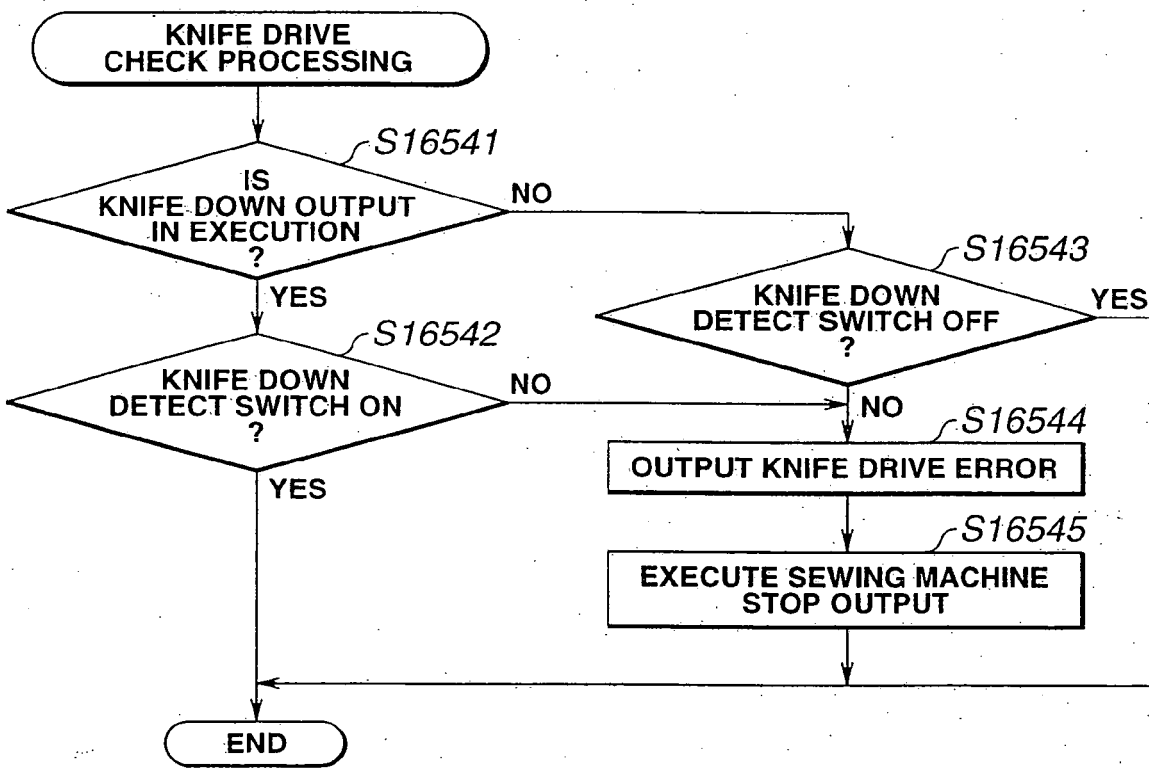 KNIFE DRIVE
CHECK PROCESSING
S16541
IS
KNIFE DOWN OUTPUT
IN EXECUTION
?
NO
YES
S16543
KNIFE DOWN
DETECT SWITCH OFF
?
YES
NO
S16542
KNIFE DOWN
DETECT SWITCH ON
?
NO
YES
S16544
OUTPUT KNIFE DRIVE ERROR
S16545
EXECUTE SEWING MACHINE
STOP OUTPUT
END